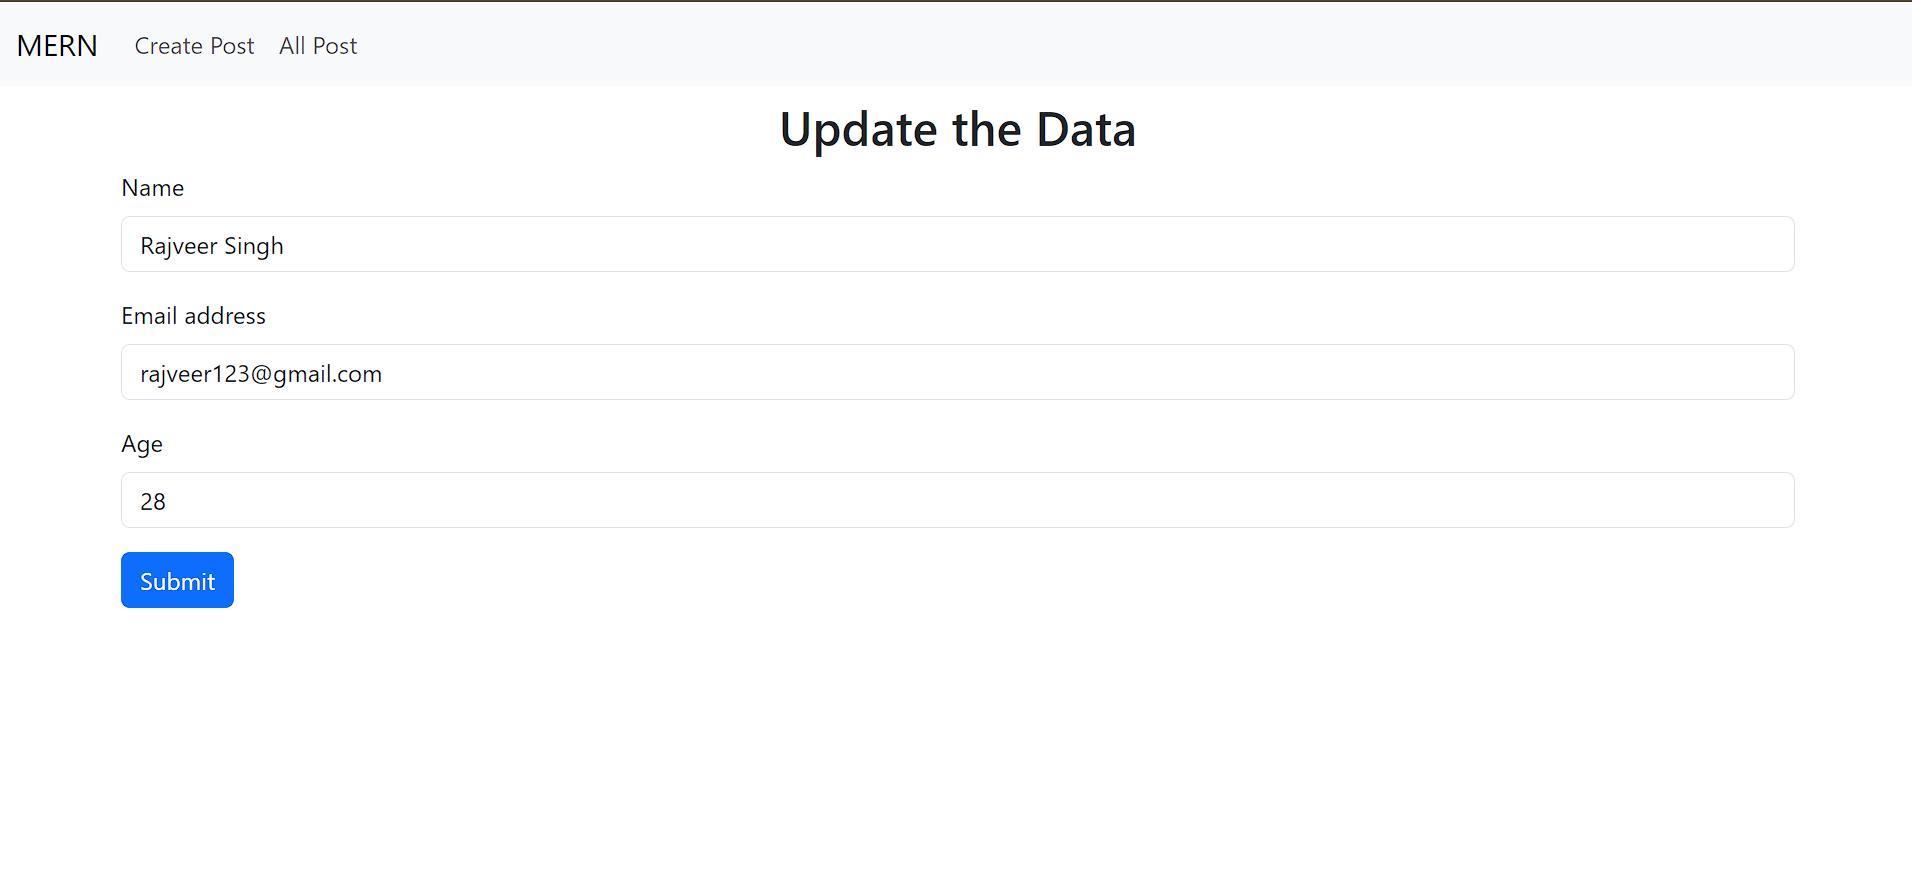 MERN Create Post All Post
Update the Data
Name
Rajveer Singh
Email address
rajveer123@gmail.com
Age
28
Submit